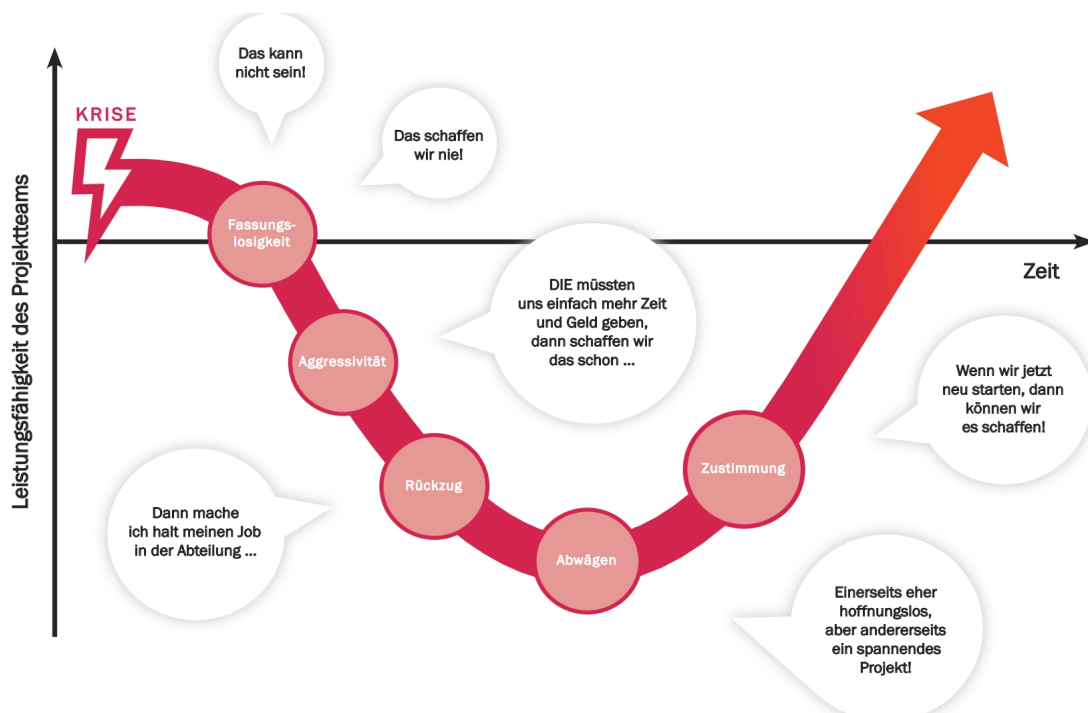 Das kann
nicht sein!
KRISE
Das schaffen
wir nie!
Fassungs-
losigkeit
Leistungsfähigkeit des Projektteams
Zeit
DIE müssten
uns einfach mehr Zeit
und Geld geben,
dann schaffen wir
das schon ...
Aggressivität
Wenn wir jetzt
neu starten, dann
können wir
es schaffen!
Zustimmung
Rückzug
Dann mache
ich halt meinen Job
in der Abteilung ...
Abwägen
Einerseits eher
hoffnungslos,
aber andererseits
ein spannendes
Projekt!